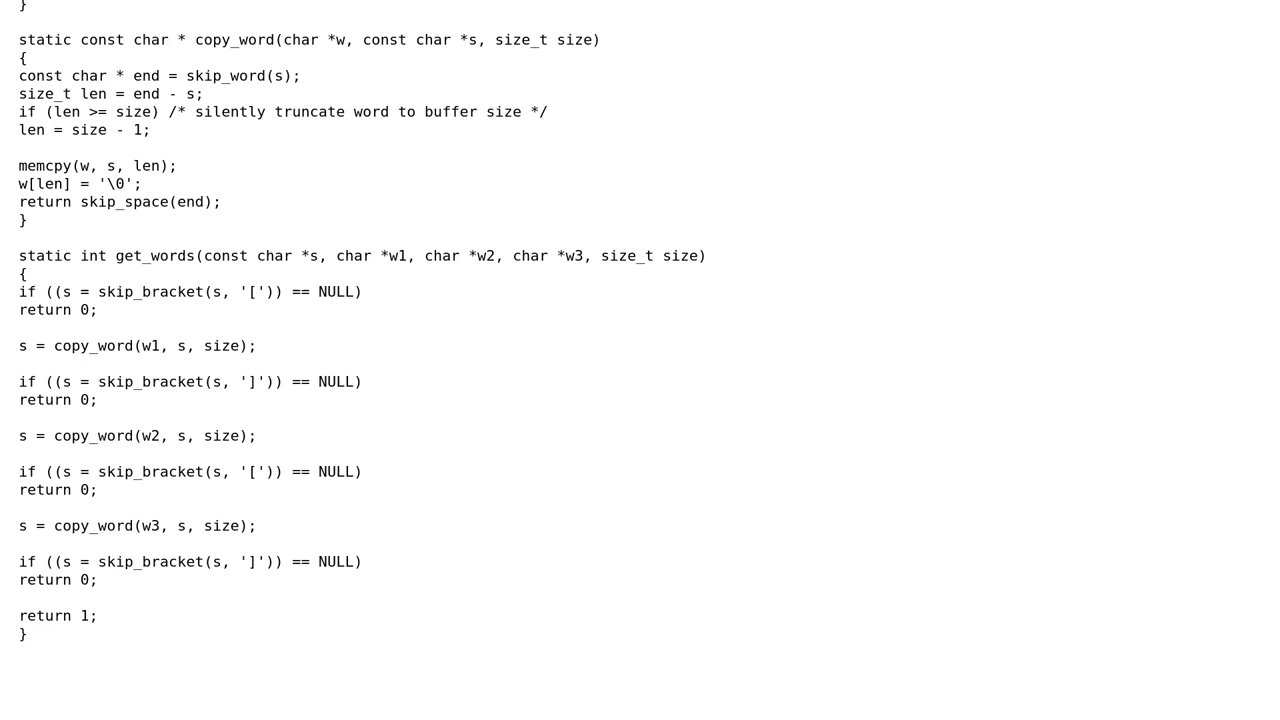 }
static const char * copy_word(char *w, const char *s, size_t size)
{
const char * end = skip_word(s);
size_t len = end - s;
if (len >= size) /* silently truncate word to buffer size */
len = size - 1;
memcpy(w, s, len);
w[len] = '\0';
return skip_space(end);
}
static int get_words(const char *s, char *w1, char *w2, char *w3, size_t size)
{
if ((s = skip_bracket(s, '[')) == NULL)
return 0;
s = copy_word(w1, s, size);
if ((s = skip_bracket(s, ']')) == NULL)
return 0;
s = copy_word(w2, s, size);
if ((s = skip_bracket(s, '[')) == NULL)
return 0;
s = copy_word(w3, s, size);
if ((s = skip_bracket(s, ']')) == NULL)
return 0;
return 1;
}